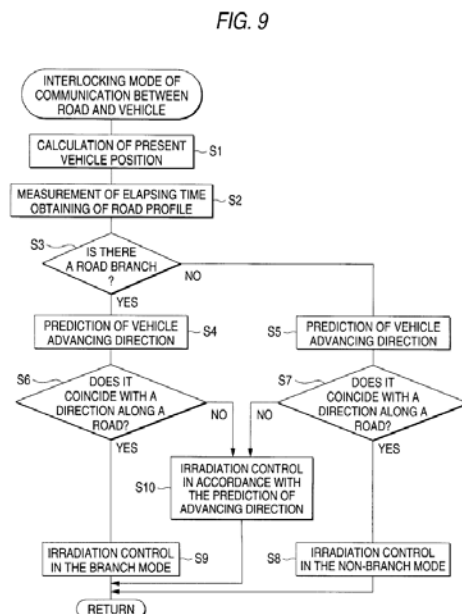 FIG. 9
INTERLOCKING MODE OF
COMMUNICATION BETWEEN
ROAD AND VEHICLE
CALCULATION OF PRESENT
VEHICLE POSITION
S1
MEASUREMENT OF ELAPSING TIME
OBTAINING OF ROAD PROFILE
S2
S3
IS THERE
A ROAD BRANCH
?
NO
YES
PREDICTION OF VEHICLE
ADVANCING DIRECTION
S4
S5
PREDICTION OF VEHICLE
ADVANCING DIRECTION
S6
DOES IT
COINCIDE WITH A
DIRECTION ALONG A
ROAD?
NO
YES
S7
DOES IT
COINCIDE WITH A
DIRECTION ALONG A
ROAD?
NO
YES
S10
IRRADIATION CONTROL
IN ACCORDANCE WITH
THE PREDICTION OF
ADVANCING DIRECTION
IRRADIATION CONTROL
IN THE BRANCH MODE
S9
S8
IRRADIATION CONTROL
IN THE NON-BRANCH MODE
RETURN